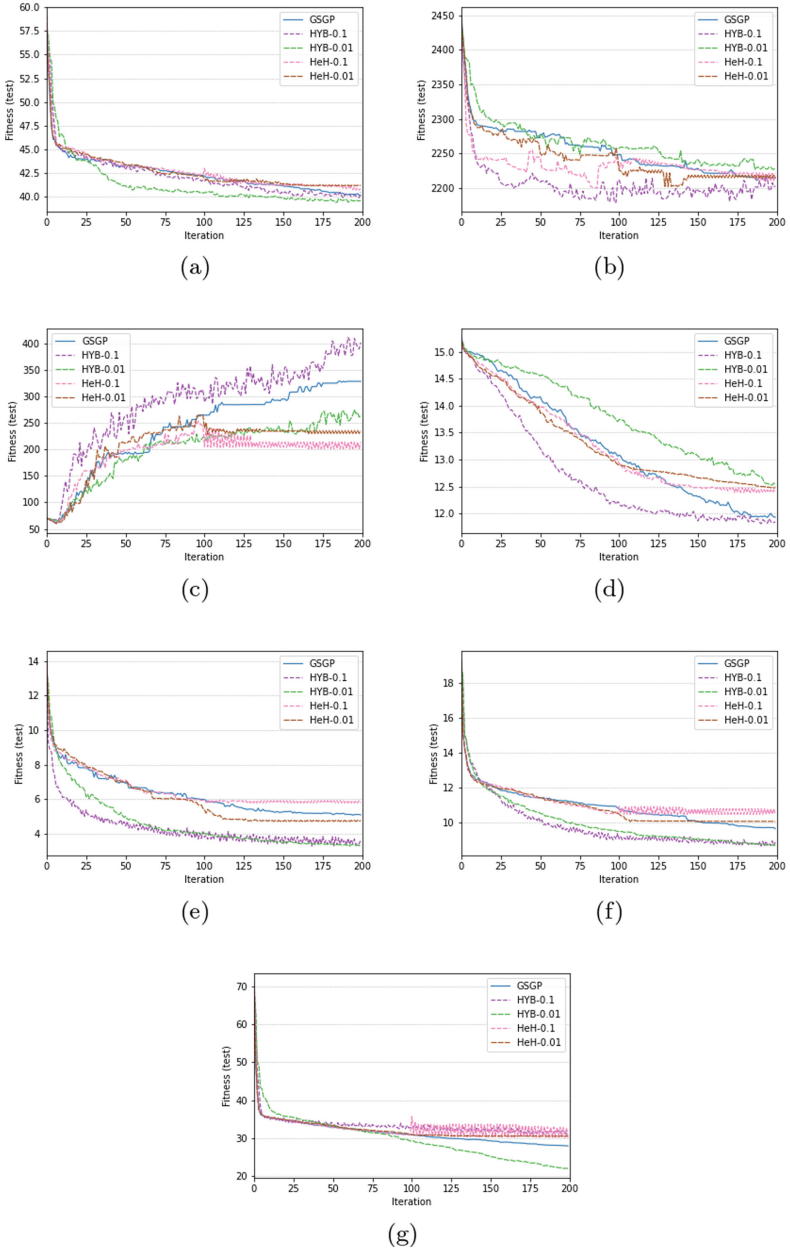 60.0
57.5
55.0
52.5
50.0
47.5
45.0
42.5
40.0
Fitness (test)
GSGP
HYB-0.1
HYB-0.01
HeH-0.1
HeH-0.01
0 25 50 75 100 125 150 175 200
Iteration
(a)
2450
2400
2350
2300
2250
2200
Fitness (test)
GSGP
HYB-0.1
HYB-0.01
HeH-0.1
HeH-0.01
0 25 50 75 100 125 150 175 200
Iteration
(b)
400
350
300
250
200
150
100
50
Fitness (test)
GSGP
HYB-0.1
HYB-0.01
HeH-0.1
HeH-0.01
0 25 50 75 100 125 150 175 200
Iteration
(c)
15.0
14.5
14.0
13.5
13.0
12.5
12.0
Fitness (test)
GSGP
HYB-0.1
HYB-0.01
HeH-0.1
HeH-0.01
0 25 50 75 100 125 150 175 200
Iteration
(d)
14
12
10
8
6
4
Fitness (test)
GSGP
HYB-0.1
HYB-0.01
HeH-0.1
HeH-0.01
0 25 50 75 100 125 150 175 200
Iteration
(e)
18
16
14
12
10
Fitness (test)
GSGP
HYB-0.1
HYB-0.01
HeH-0.1
HeH-0.01
0 25 50 75 100 125 150 175 200
Iteration
(f)
70
60
50
40
30
20
Fitness (test)
GSGP
HYB-0.1
HYB-0.01
HeH-0.1
HeH-0.01
0 25 50 75 100 125 150 175 200
Iteration
(g)